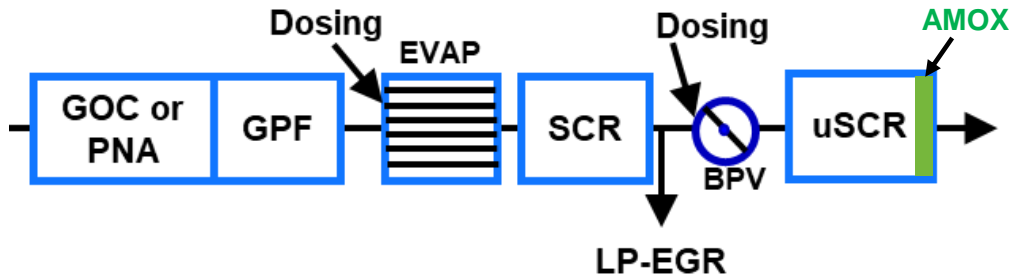 Dosing
EVAP
Dosing
AMOX
GOC or
PNA
GPF
SCR
uSCR
BPV
LP-EGR